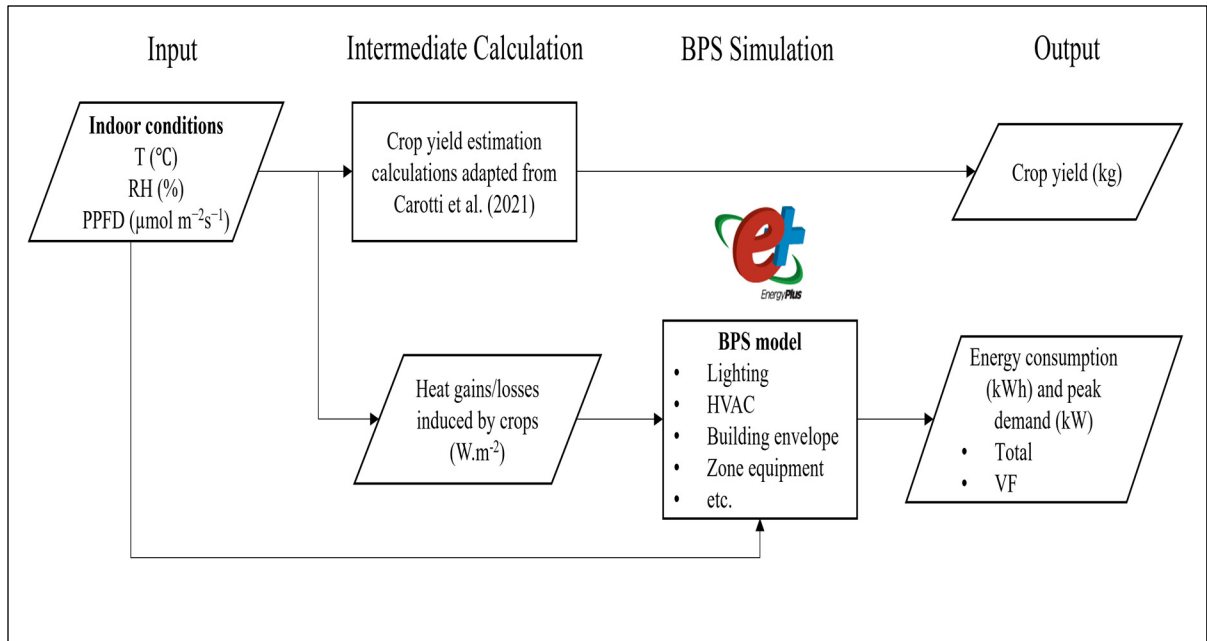 Input
Intermediate Calculation
BPS Simulation
Output
Indoor conditions
T (℃)
RH (%)
PPFD (µmol m⁻²s⁻¹)
Crop yield estimation
calculations adapted from
Carotti et al. (2021)
Crop yield (kg)
e+
EnergyPlus
Heat gains/losses
induced by crops
(W.m⁻²)
BPS model
• Lighting
• HVAC
• Building envelope
• Zone equipment
• etc.
Energy consumption
(kWh) and peak
demand (kW)
• Total
• VF